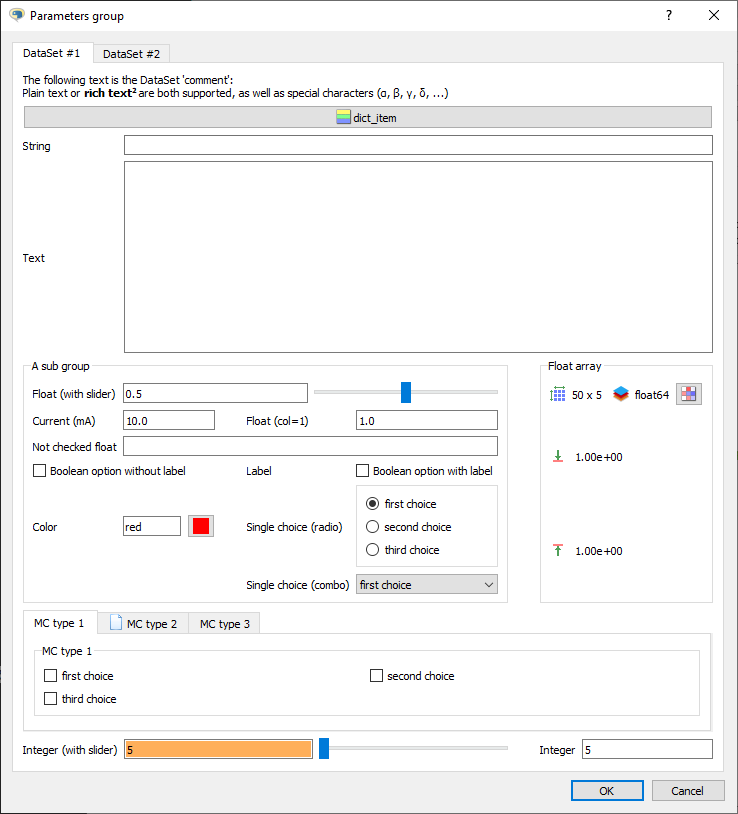 Parameters group
?
DataSet #1 DataSet #2
The following text is the DataSet 'comment':
Plain text or rich text² are both supported, as well as special characters (α, β, γ, δ, ...)
dict_item
String
Text
A sub group
Float (with slider) 0.5
Current (mA) 10.0 Float (col=1) 1.0
Not checked float
Boolean option without label Label Boolean option with label
first choice
Color red Single choice (radio) second choice
third choice
Single choice (combo) first choice
Float array
50 x 5 float64
1.00e+00
1.00e+00
MC type 1 MC type 2 MC type 3
MC type 1
first choice second choice
third choice
Integer (with slider) 5 Integer 5
OK Cancel